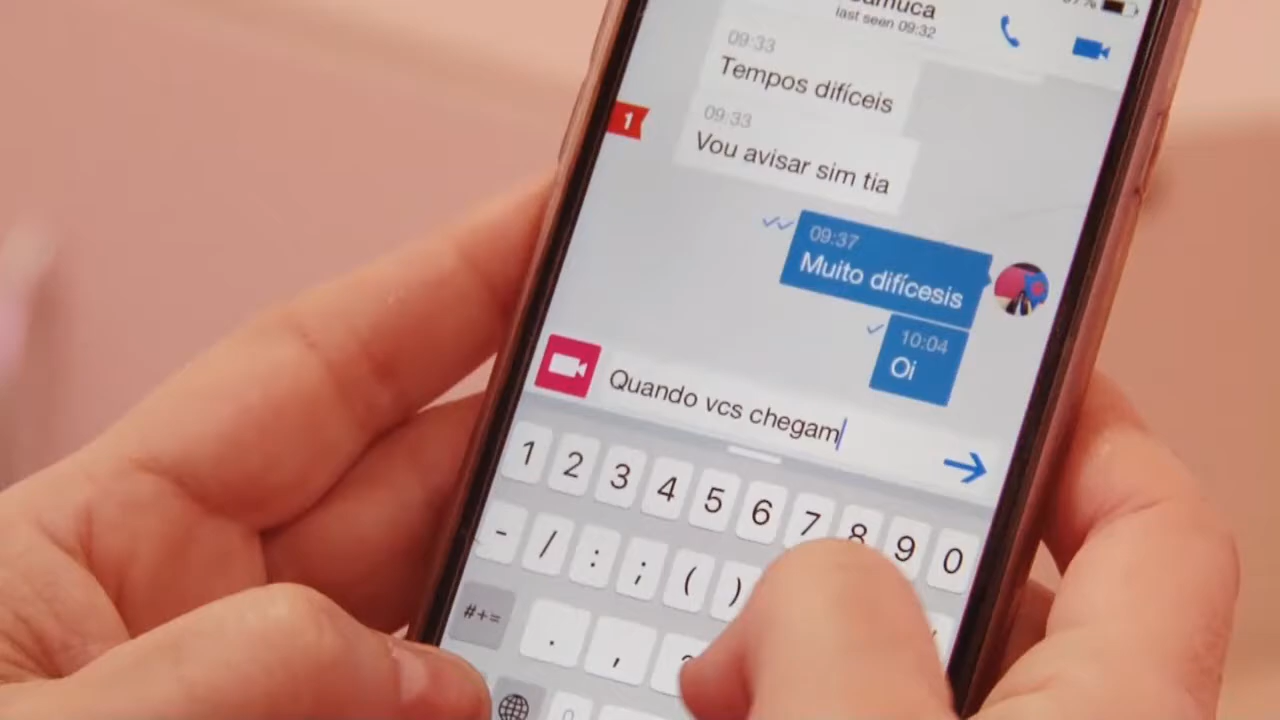 last seen 09:32
09:33
Tempos difíceis
09:33
1
Vou avisar sim tia
09:37
Muito difícesis
10:04
Oi
Quando vcs chegam
1 2 3 4 5 6 7 8 9 0
- / : ; ( )
#+= . ,